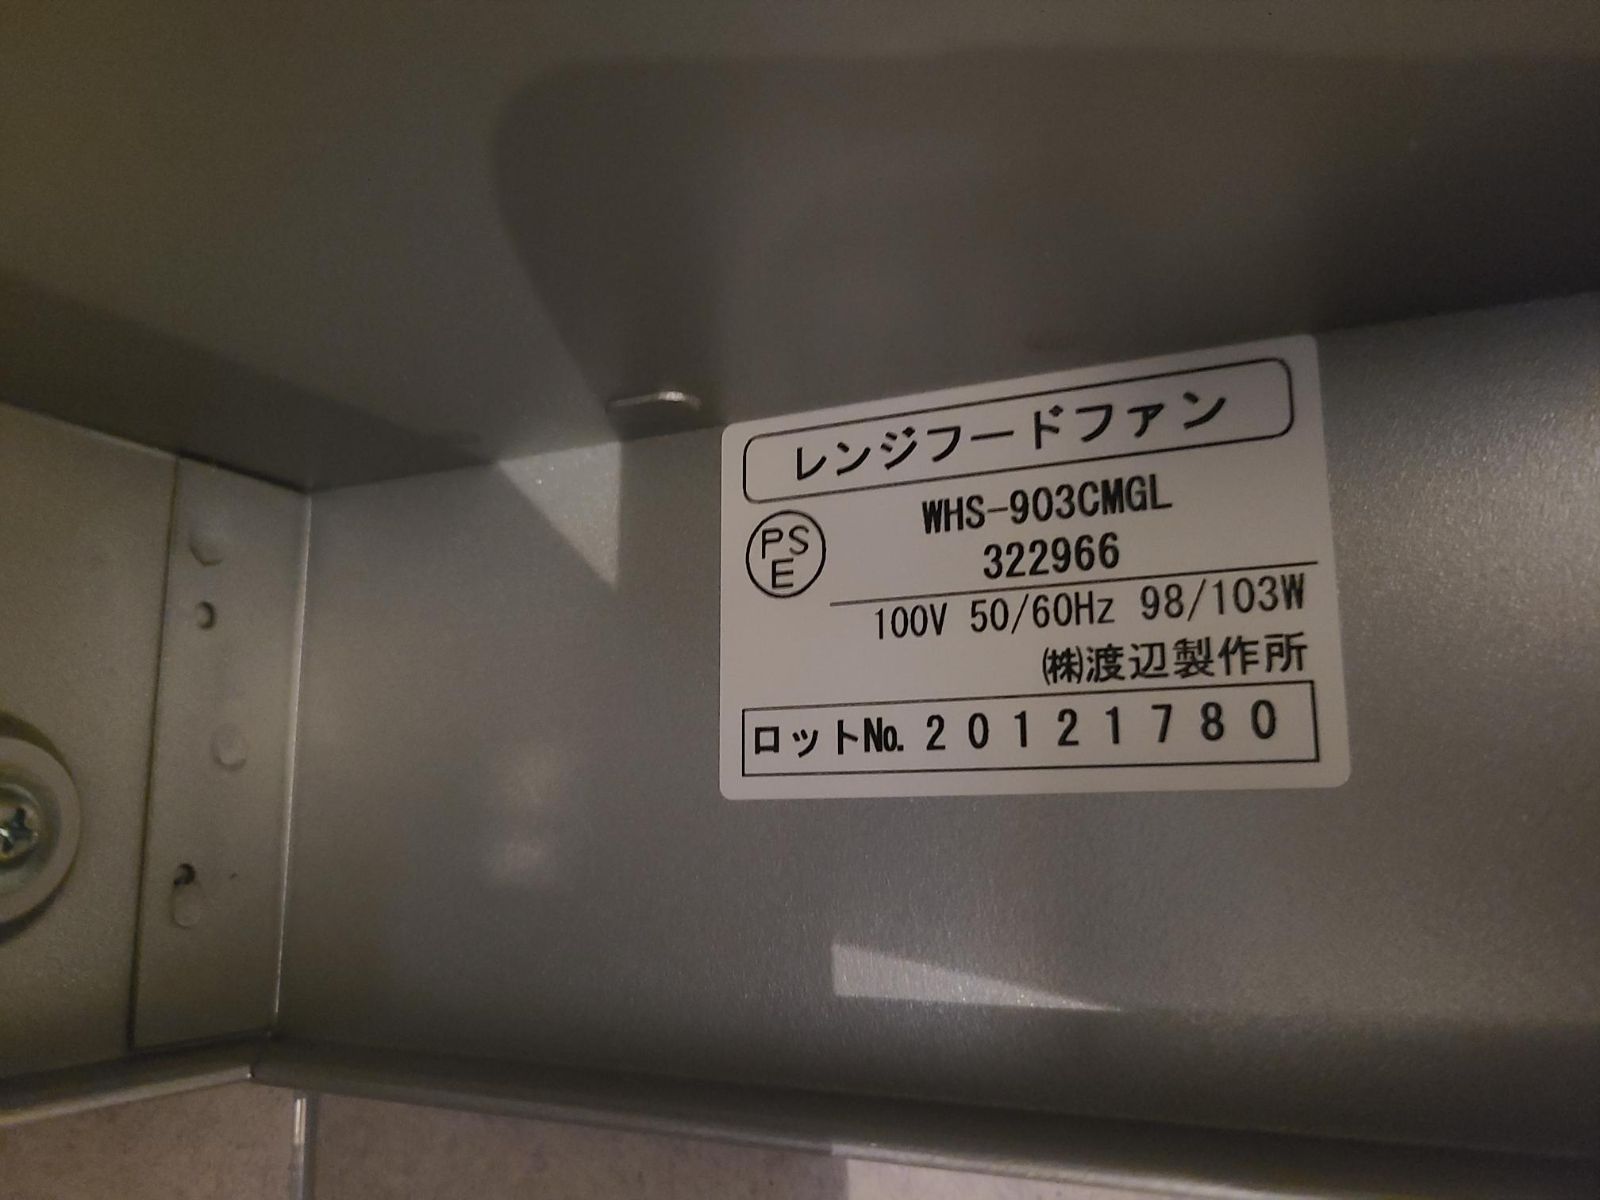 レンジフードファン
PS
E
WHS-903CMGL
322966
100V 50/60Hz 98/103W
㈱渡辺製作所
ロットNo. 20121780